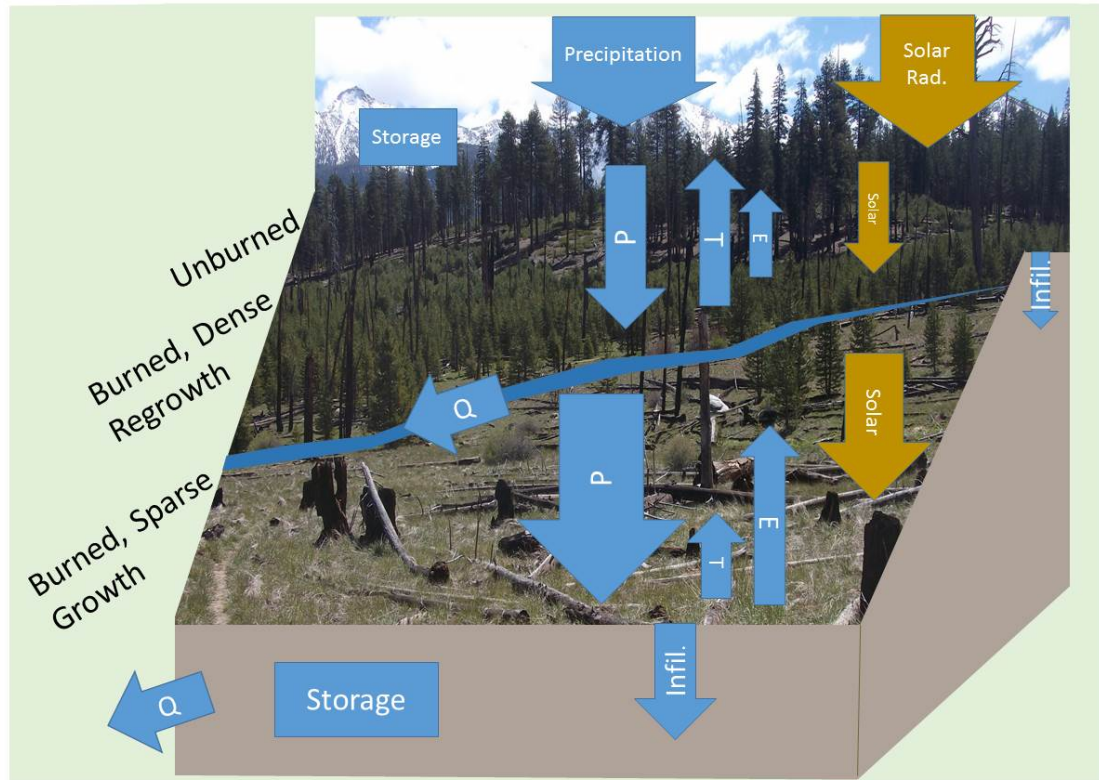 Precipitation
Solar
Rad.
Storage
Solar
P
T
E
Unburned
Infil.
Burned, Dense
Regrowth
Q
Solar
P
E
T
Burned, Sparse
Growth
Infil.
Storage
Q